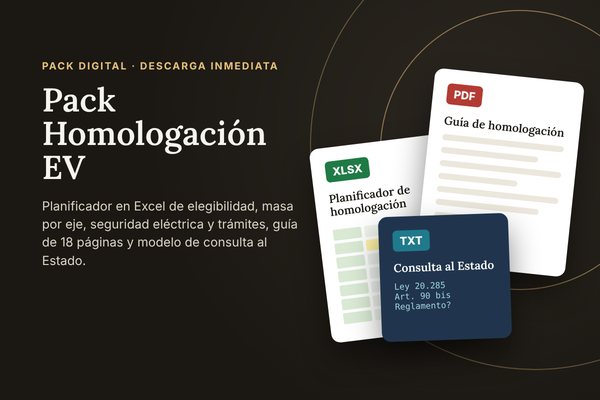 PACK DIGITAL · DESCARGA INMEDIATA
Pack
Homologación
EV
Planificador en Excel de elegibilidad, masa
por eje, seguridad eléctrica y trámites, guía
de 18 páginas y modelo de consulta al
Estado.
PDF
Guía de homologación
XLSX
Planificador de
homologación
TXT
Consulta al Estado
Ley 20.285
Art. 90 bis
Reglamento?